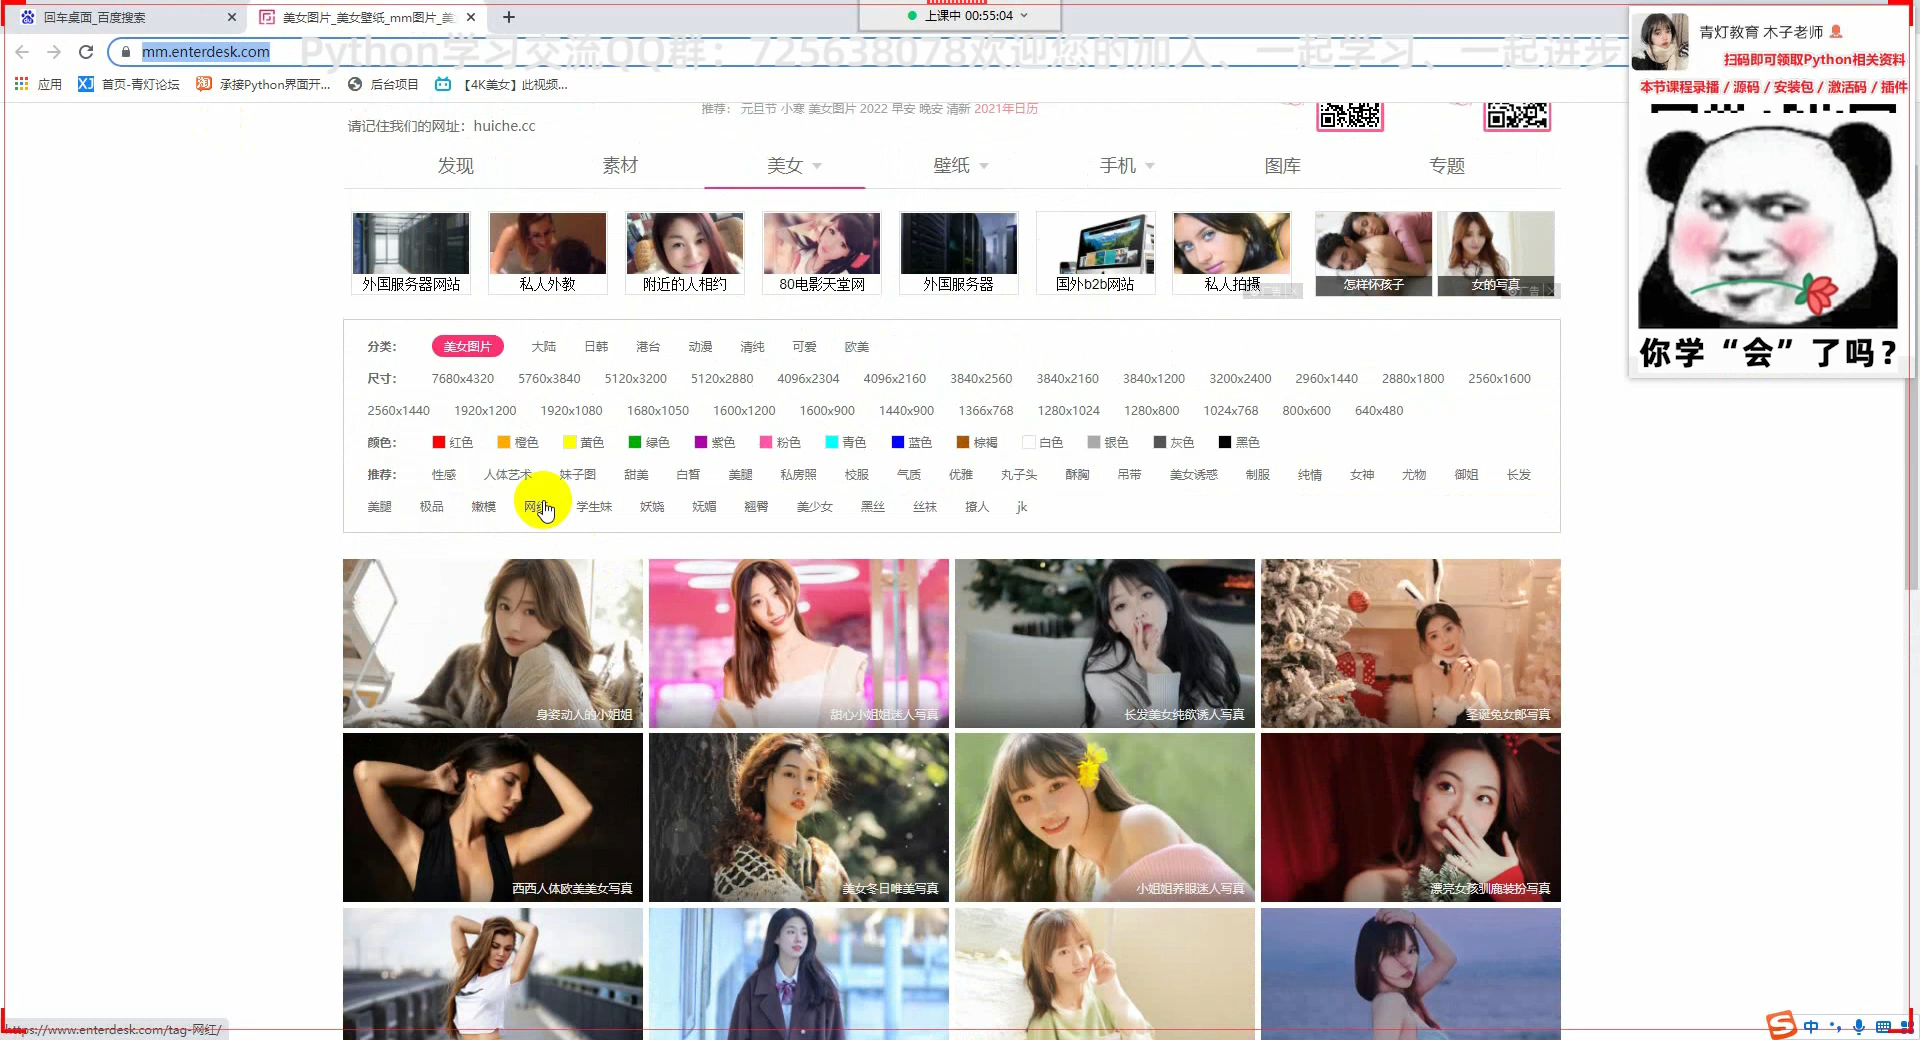 回车桌面_百度搜索
美女图片_美女壁纸_mm图片_美
上课中 00:55:04
mm.enterdesk.com
Python学习交流QQ群：725638078欢迎您的加入、一起学习、一起进步
应用
首页-青灯论坛
承接Python界面开...
后台项目
【4K美女】此视频...
青灯教育 木子老师
扫码即可领取Python相关资料
本节课程录播 / 源码 / 安装包 / 激活码 / 插件
你学“会”了吗?
推荐： 元旦节 小寒 美女图片 2022 早安 晚安 清新 2021年日历
请记住我们的网址：huiche.cc
发现 素材 美女 壁纸 手机 图库 专题
外国服务器网站 私人外教 附近的人相约 80电影天堂网 外国服务器 国外b2b网站 私人拍摄 怎样怀孩子 女的写真
广告 广告
分类： 美女图片 大陆 日韩 港台 动漫 清纯 可爱 欧美
尺寸： 7680x4320 5760x3840 5120x3200 5120x2880 4096x2304 4096x2160 3840x2560 3840x2160 3840x1200 3200x2400 2960x1440 2880x1800 2560x1600
2560x1440 1920x1200 1920x1080 1680x1050 1600x1200 1600x900 1440x900 1366x768 1280x1024 1280x800 1024x768 800x600 640x480
颜色： 红色 橙色 黄色 绿色 紫色 粉色 青色 蓝色 棕褐 白色 银色 灰色 黑色
推荐： 性感 人体艺术 妹子图 甜美 白皙 美腿 私房照 校服 气质 优雅 丸子头 酥胸 吊带 美女诱惑 制服 纯情 女神 尤物 御姐 长发
美腿 极品 嫩模 网红 学生妹 妖娆 妩媚 翘臀 美少女 黑丝 丝袜 撩人 jk
身姿动人的小姐姐 甜心小姐姐迷人写真 长发美女纯欲诱人写真 圣诞兔女郎写真
西西人体欧美美女写真 美女冬日唯美写真 小姐姐养眼迷人写真 漂亮女孩驯鹿装扮写真
https://www.enterdesk.com/tag-网红/
中